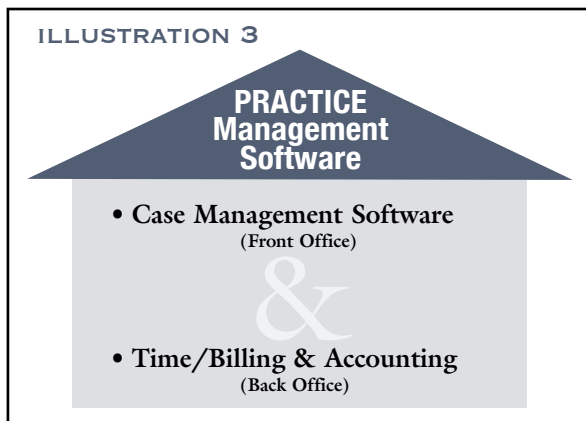 ILLUSTRATION 3
PRACTICE
Management
Software
• Case Management Software
(Front Office)
&
• Time/Billing & Accounting
(Back Office)